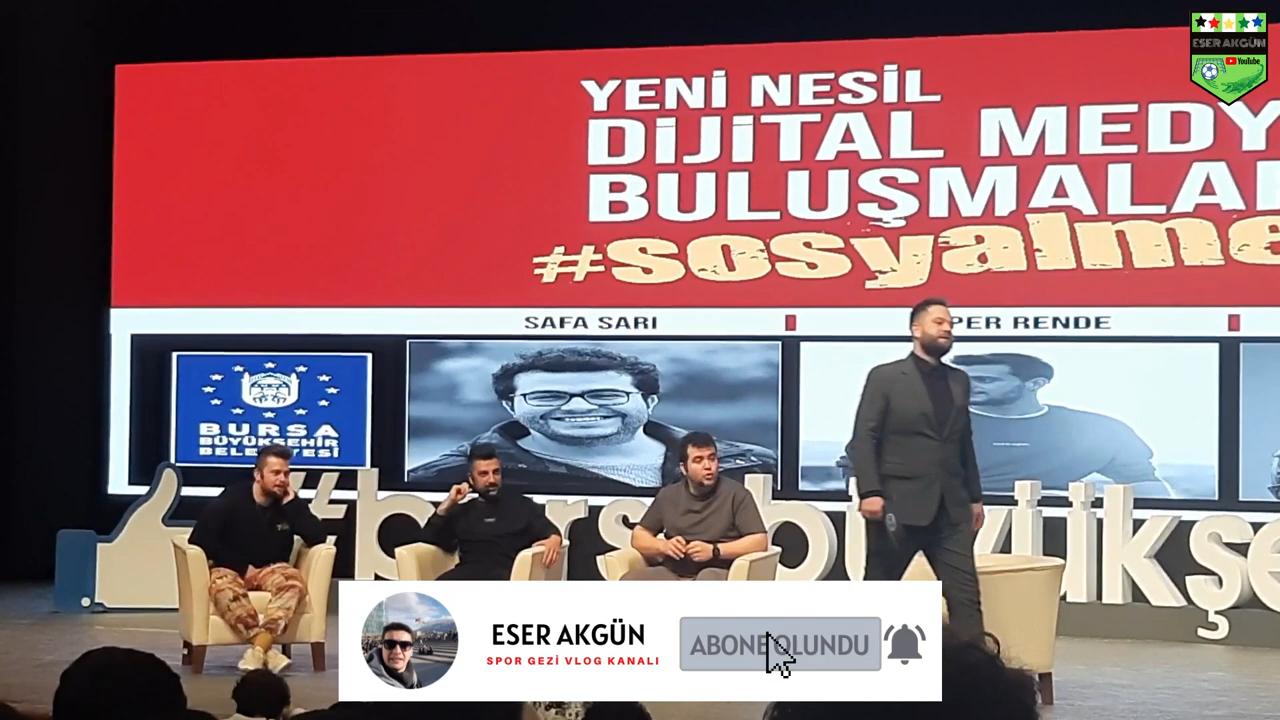 ESER AKGÜN
YouTube
YENİ NESİL
DİJİTAL MEDY
BULUŞMALAR
#sosyalme
SAFA SARI
PER RENDE
BURSA
BÜYÜKŞEHİR
BELEDİYESİ
ESER AKGÜN
SPOR GEZİ VLOG KANALI
ABONE OLUNDU